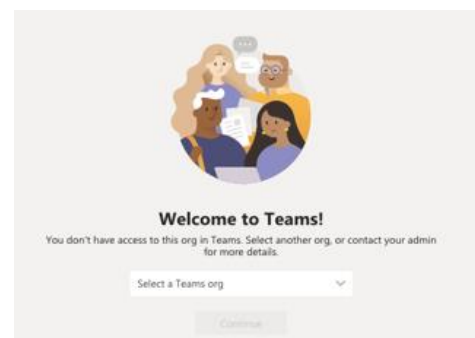 Welcome to Teams!
You don't have access to this org in Teams. Select another org, or contact your admin
for more details.
Select a Teams org
Continue